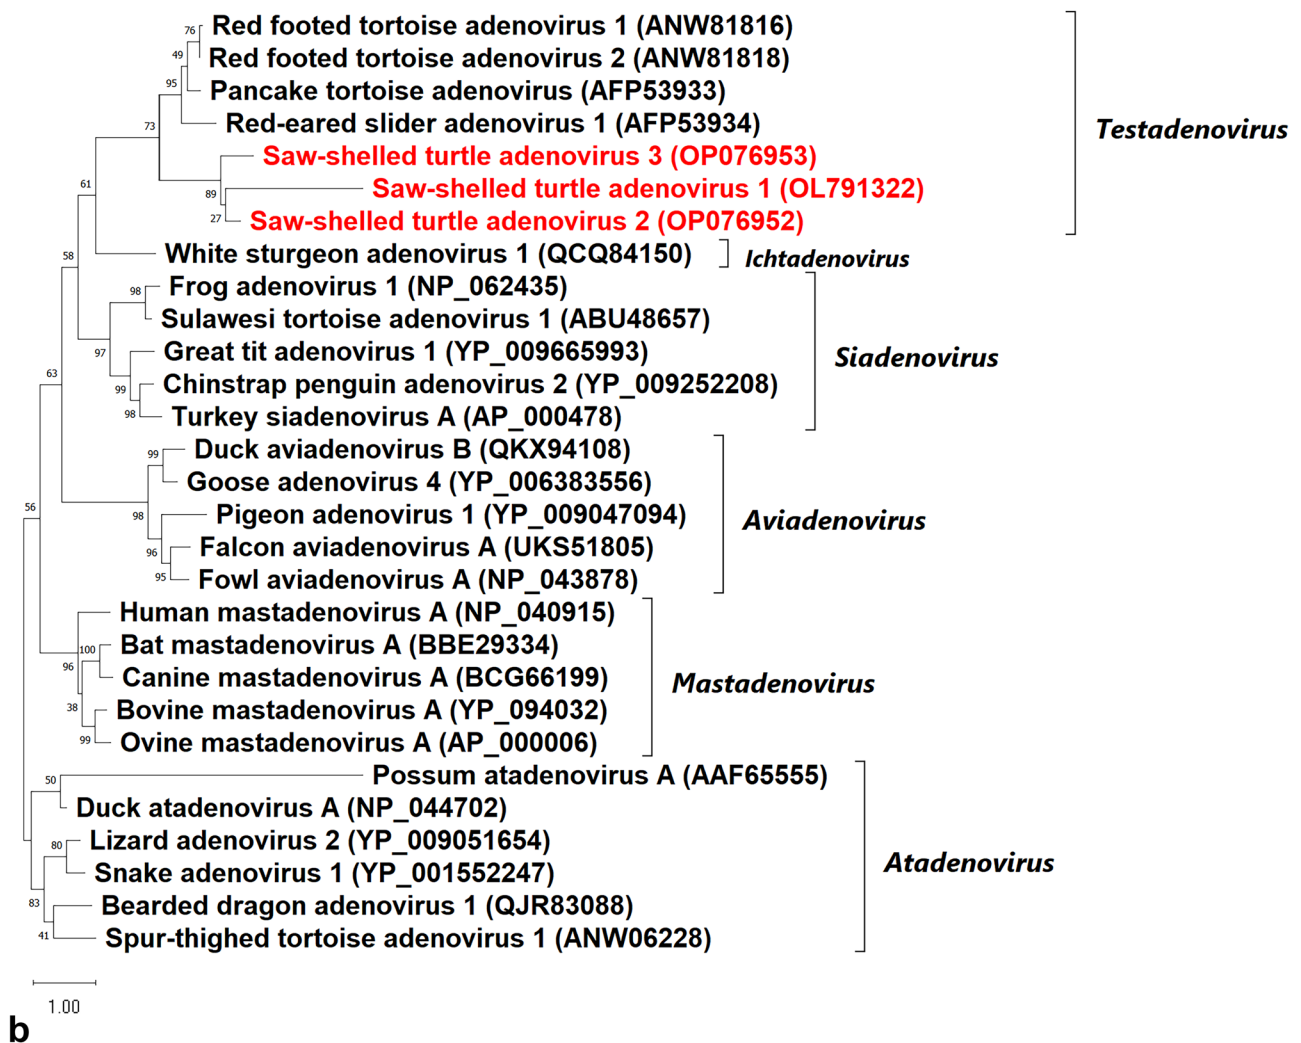 Red footed tortoise adenovirus 1 (ANW81816)
Red footed tortoise adenovirus 2 (ANW81818)
Pancake tortoise adenovirus (AFP53933)
Red-eared slider adenovirus 1 (AFP53934)
Saw-shelled turtle adenovirus 3 (OP076953)
Saw-shelled turtle adenovirus 1 (OL791322)
Saw-shelled turtle adenovirus 2 (OP076952)
Testadenovirus
White sturgeon adenovirus 1 (QCQ84150)
Ichtadenovirus
Frog adenovirus 1 (NP_062435)
Sulawesi tortoise adenovirus 1 (ABU48657)
Great tit adenovirus 1 (YP_009665993)
Chinstrap penguin adenovirus 2 (YP_009252208)
Turkey siadenovirus A (AP_000478)
Siadenovirus
Duck aviadenovirus B (QKX94108)
Goose adenovirus 4 (YP_006383556)
Pigeon adenovirus 1 (YP_009047094)
Falcon aviadenovirus A (UKS51805)
Fowl aviadenovirus A (NP_043878)
Aviadenovirus
Human mastadenovirus A (NP_040915)
Bat mastadenovirus A (BBE29334)
Canine mastadenovirus A (BCG66199)
Bovine mastadenovirus A (YP_094032)
Ovine mastadenovirus A (AP_000006)
Mastadenovirus
Possum atadenovirus A (AAF65555)
Duck atadenovirus A (NP_044702)
Lizard adenovirus 2 (YP_009051654)
Snake adenovirus 1 (YP_001552247)
Bearded dragon adenovirus 1 (QJR83088)
Spur-thighed tortoise adenovirus 1 (ANW06228)
Atadenovirus
76
49
95
73
89
27
61
58
98
97
99
98
63
99
98
96
95
56
100
96
38
99
50
80
83
41
1.00
b